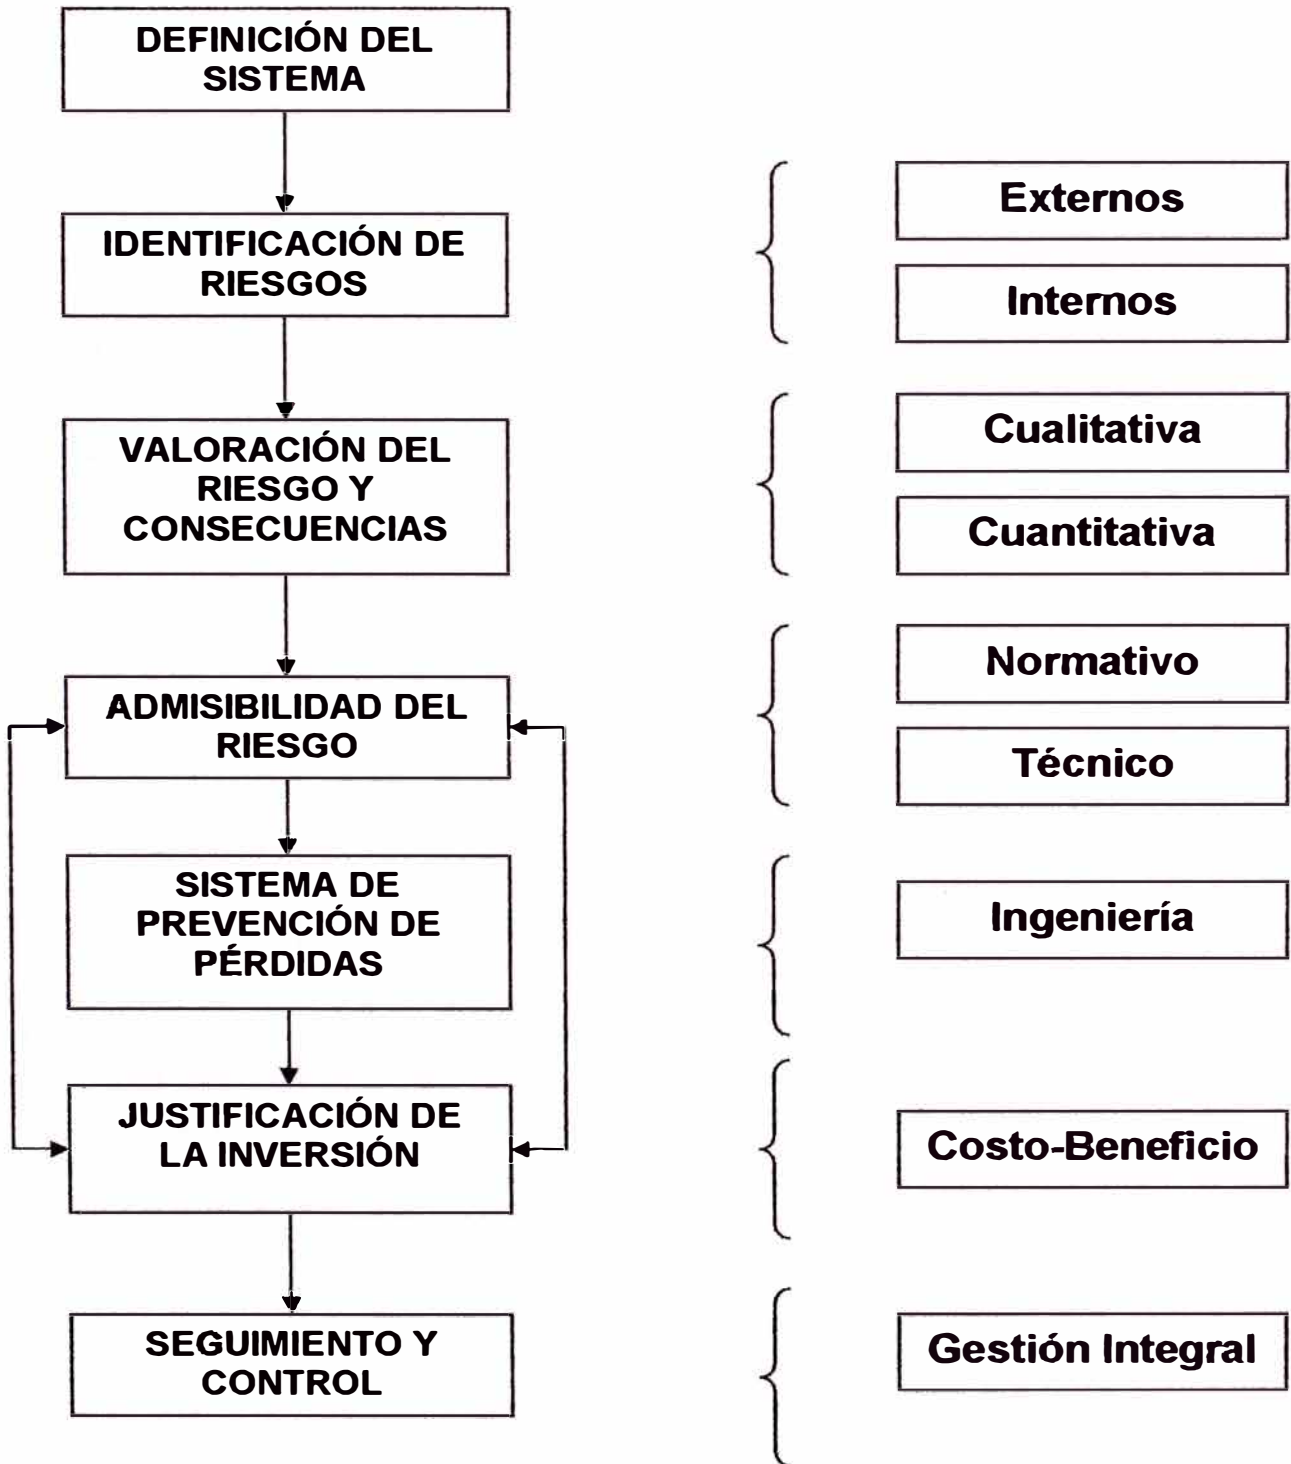 DEFINICIÓN DEL
SISTEMA
IDENTIFICACIÓN DE
RIESGOS
Externos
Internos
VALORACIÓN DEL
RIESGO Y
CONSECUENCIAS
Cualitativa
Cuantitativa
ADMISIBILIDAD DEL
RIESGO
Normativo
Técnico
SISTEMA DE
PREVENCIÓN DE
PÉRDIDAS
Ingeniería
JUSTIFICACIÓN DE
LA INVERSIÓN
Costo-Beneficio
SEGUIMIENTO Y
CONTROL
Gestión Integral